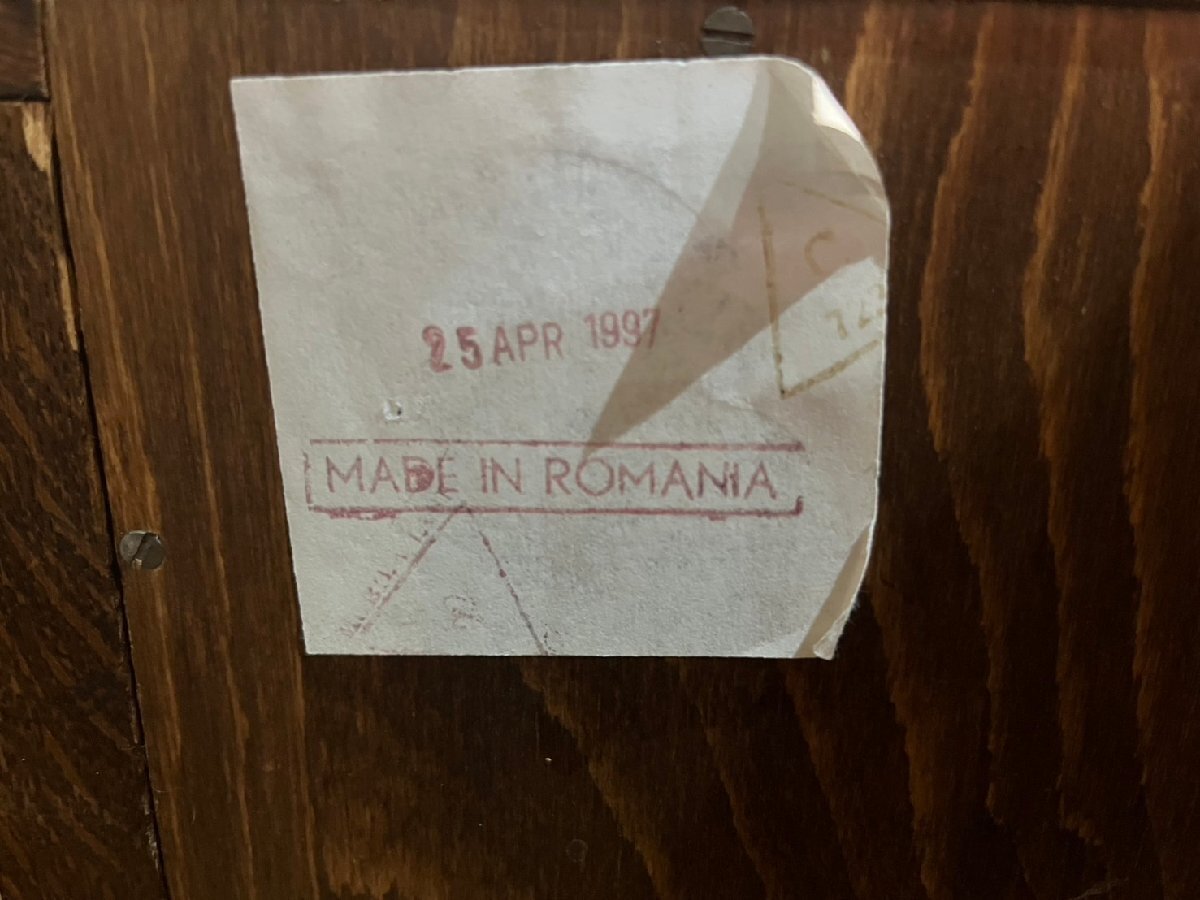 25 APR 1997
MADE IN ROMANIA